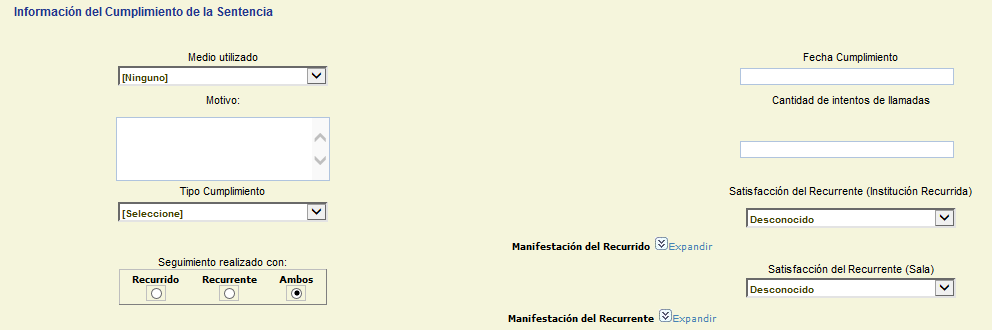 Información del Cumplimiento de la Sentencia
Medio utilizado
[Ninguno]
Motivo:
Tipo Cumplimiento
[Seleccione]
Seguimiento realizado con:
Recurrido Recurrente Ambos
Fecha Cumplimiento
Cantidad de intentos de llamadas
Satisfacción del Recurrente (Institución Recurrida)
Desconocido
Manifestación del Recurrido Expandir
Satisfacción del Recurrente (Sala)
Desconocido
Manifestación del Recurrente Expandir